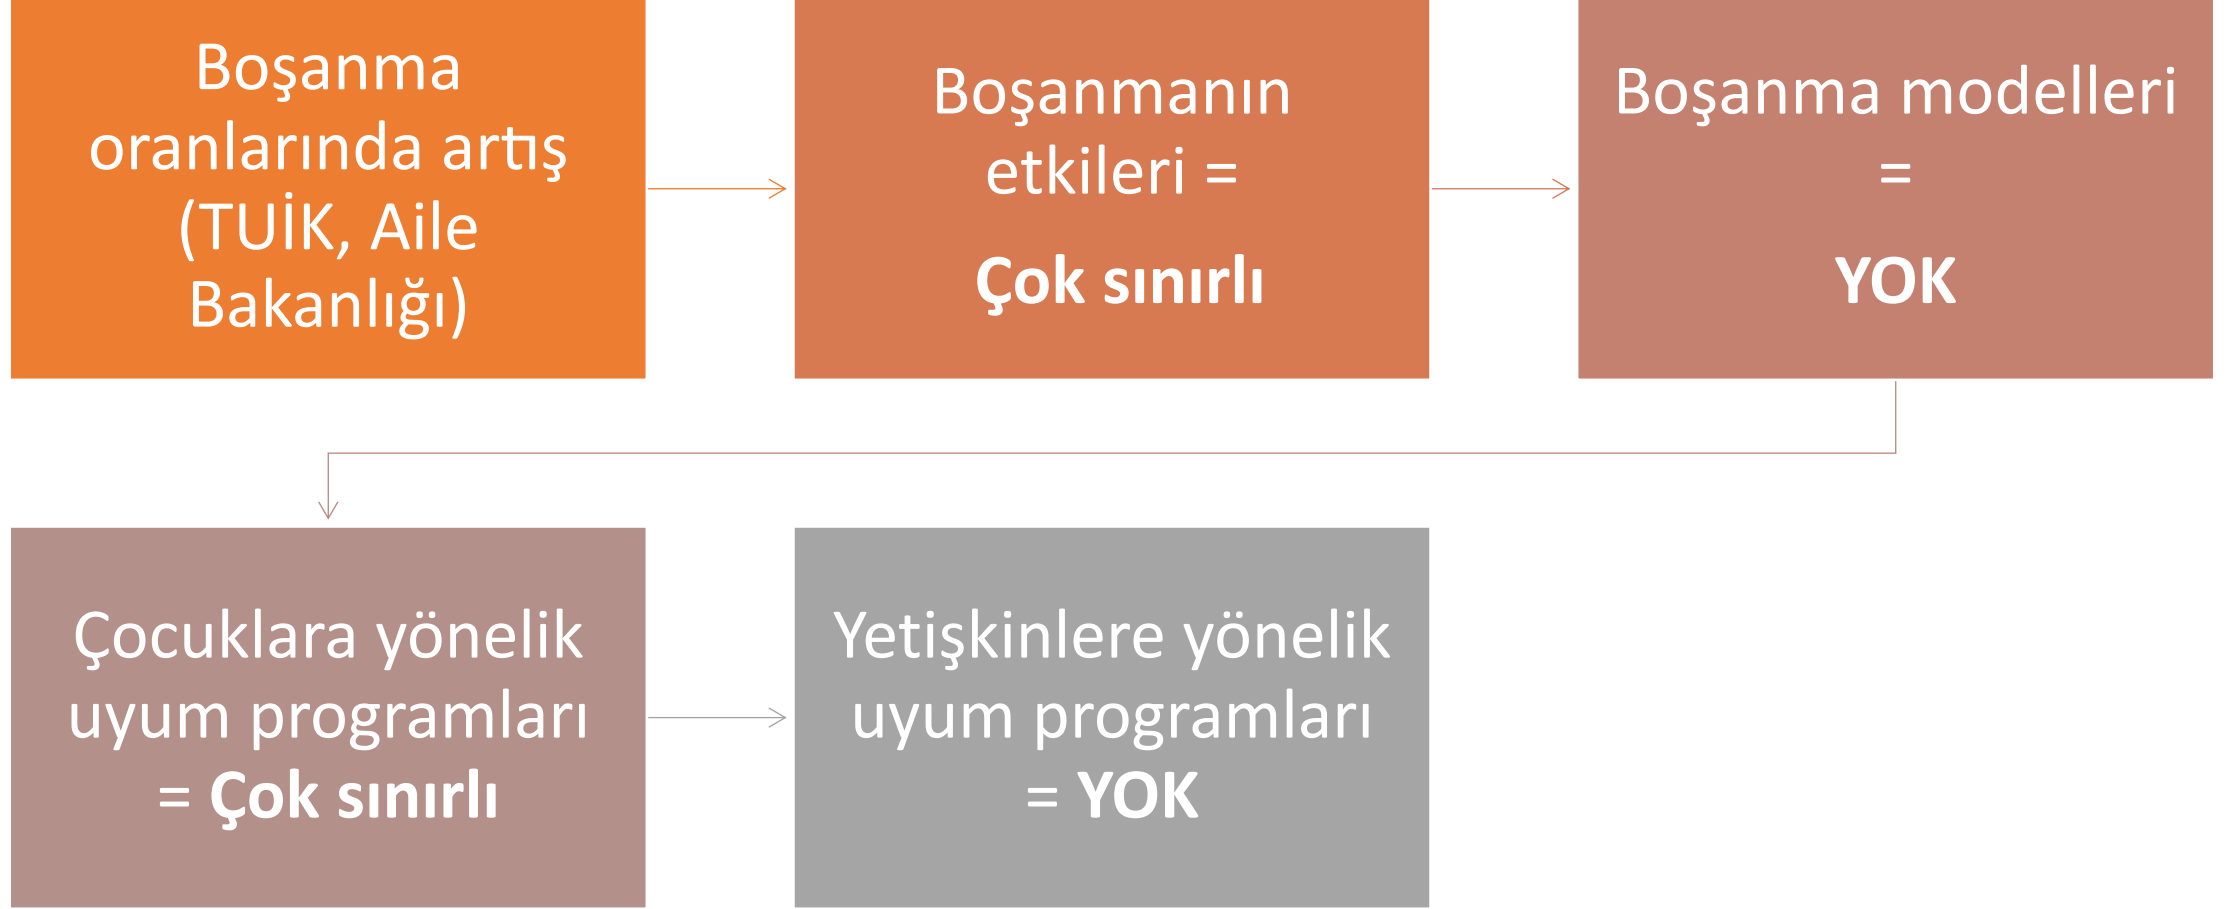 Boşanma
oranlarında artış
(TUİK, Aile
Bakanlığı)
Boşanmanın
etkileri =
Çok sınırlı
Boşanma modelleri
=
YOK
Çocuklara yönelik
uyum programları
= Çok sınırlı
Yetişkinlere yönelik
uyum programları
= YOK